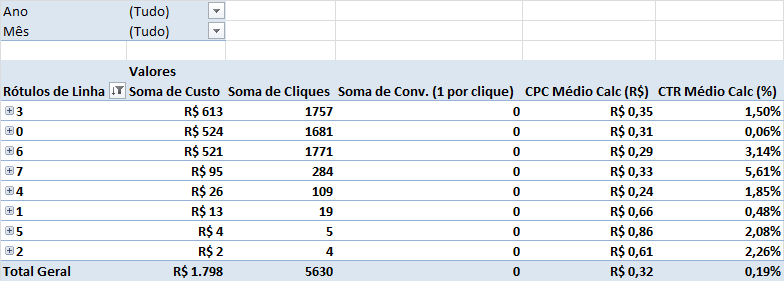 Ano (Tudo)
Mês (Tudo)
Valores
Rótulos de Linha Soma de Custo Soma de Cliques Soma de Conv. (1 por clique) CPC Médio Calc (R$) CTR Médio Calc (%)
3 R$ 613 1757 0 R$ 0,35 1,50%
0 R$ 524 1681 0 R$ 0,31 0,06%
6 R$ 521 1771 0 R$ 0,29 3,14%
7 R$ 95 284 0 R$ 0,33 5,61%
4 R$ 26 109 0 R$ 0,24 1,85%
1 R$ 13 19 0 R$ 0,66 0,48%
5 R$ 4 5 0 R$ 0,86 2,08%
2 R$ 2 4 0 R$ 0,61 2,26%
Total Geral R$ 1.798 5630 0 R$ 0,32 0,19%